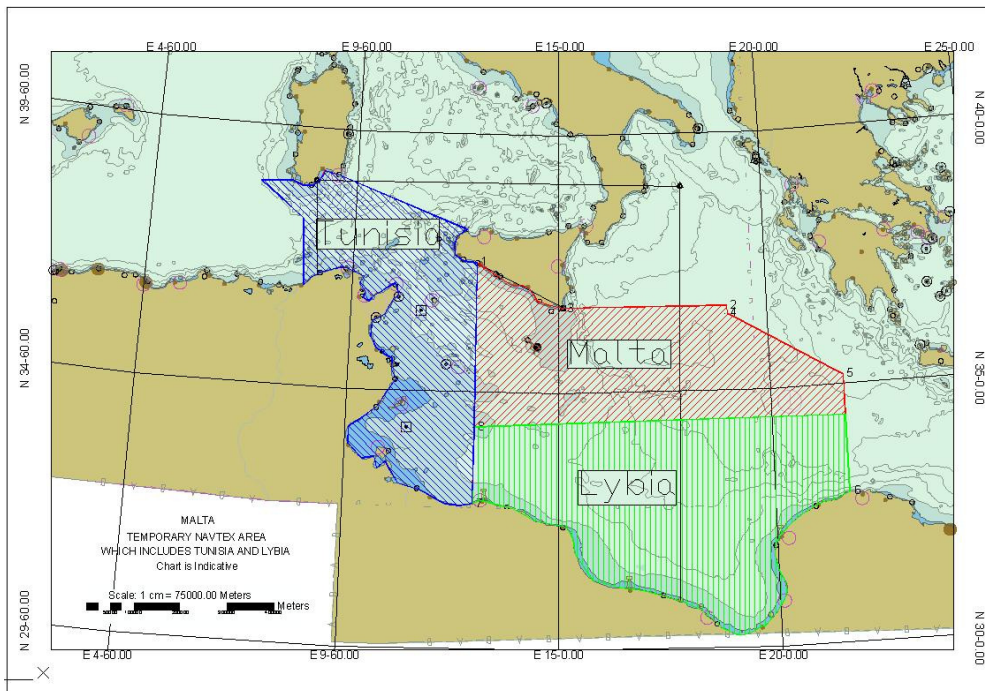 E 4-60.00
E 9-60.00
E 15-0.00
E 20-0.00
E 25-0.00
N 39-60.00
N 40-0.00
Tunisia
1
2
3
4
Malta
5
N 34-60.00
N 35-0.00
Lybia
6
MALTA
TEMPORARY NAVTEX AREA
WHICH INCLUDES TUNISIA AND LYBIA
Chart is Indicative
Scale: 1 cm = 75000.00 Meters
Meters
N 29-60.00
N 30-0.00
E 4-60.00
E 9-60.00
E 15-0.00
E 20-0.00